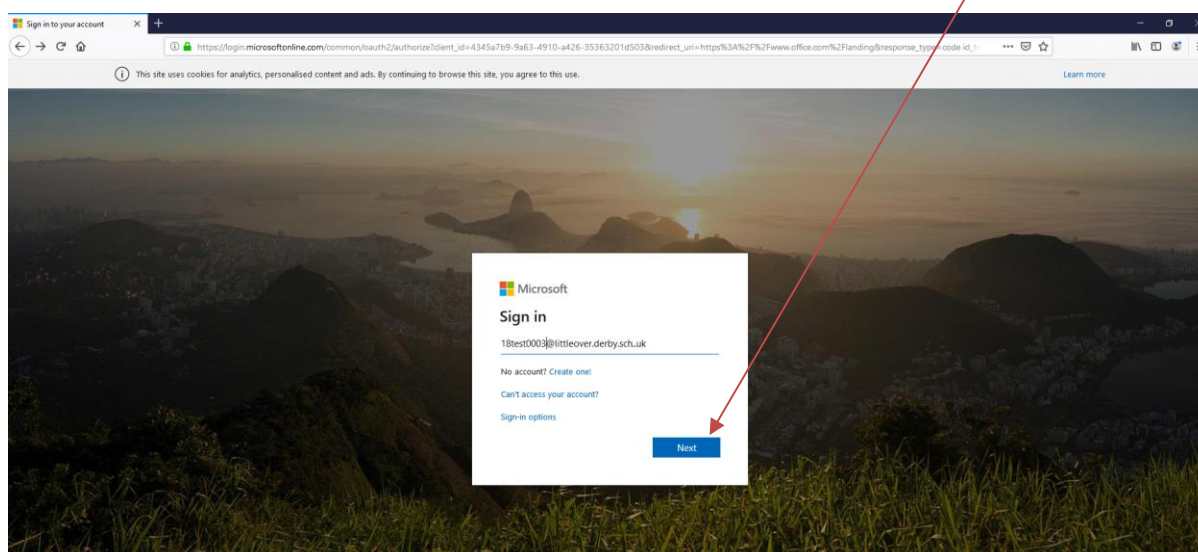 Sign in to your account
https://login.microsoftonline.com/common/oauth2/authorize?client_id=4345a7b9-9a63-4910-a426-35363201d503&redirect_uri=https%3A%2F%2Fwww.office.com%2Flanding&response_type=code id_t
This site uses cookies for analytics, personalised content and ads. By continuing to browse this site, you agree to this use.
Learn more
Microsoft
Sign in
18test0003@littleover.derby.sch.uk
No account? Create one!
Can't access your account?
Sign-in options
Next